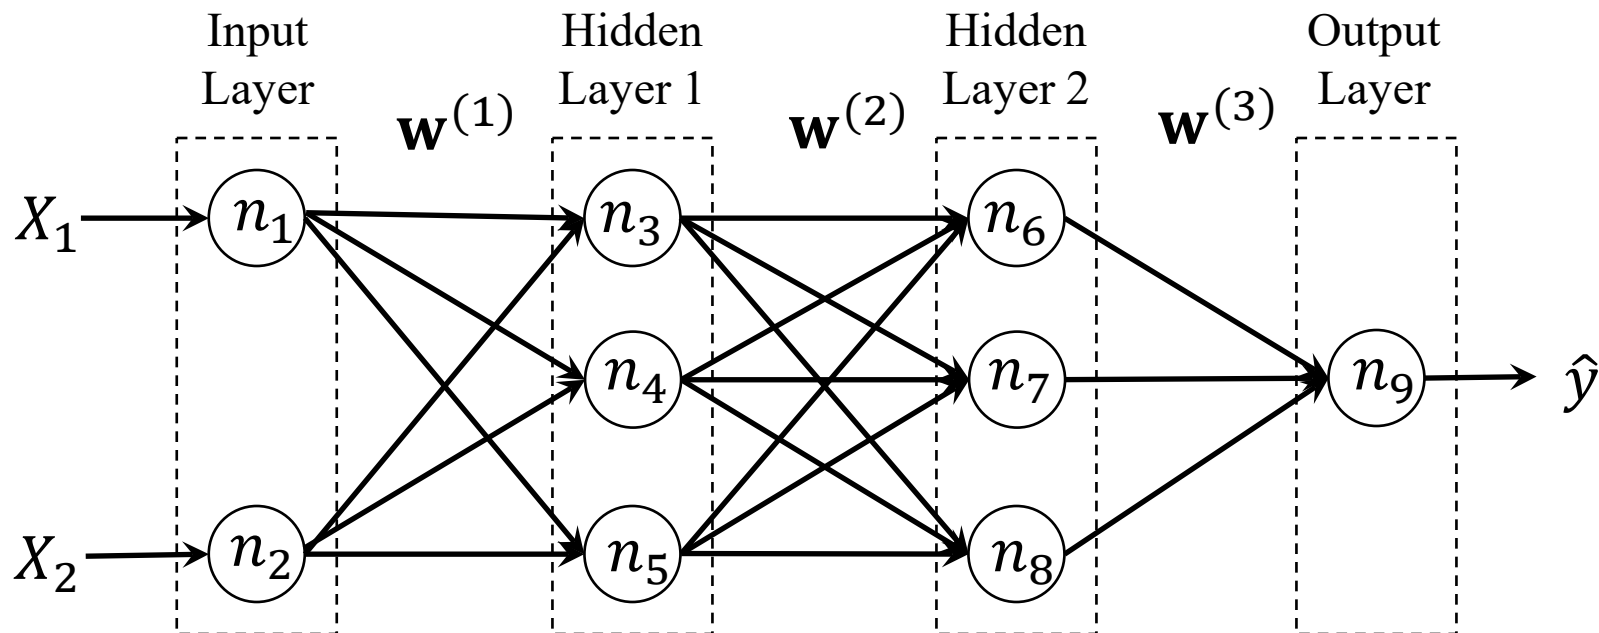 Input Layer
Hidden Layer 1
Hidden Layer 2
Output Layer
𝐰⁽¹⁾
𝐰⁽²⁾
𝐰⁽³⁾
X₁
n₁
n₃
n₆
n₄
n₇
n₉
ŷ
X₂
n₂
n₅
n₈